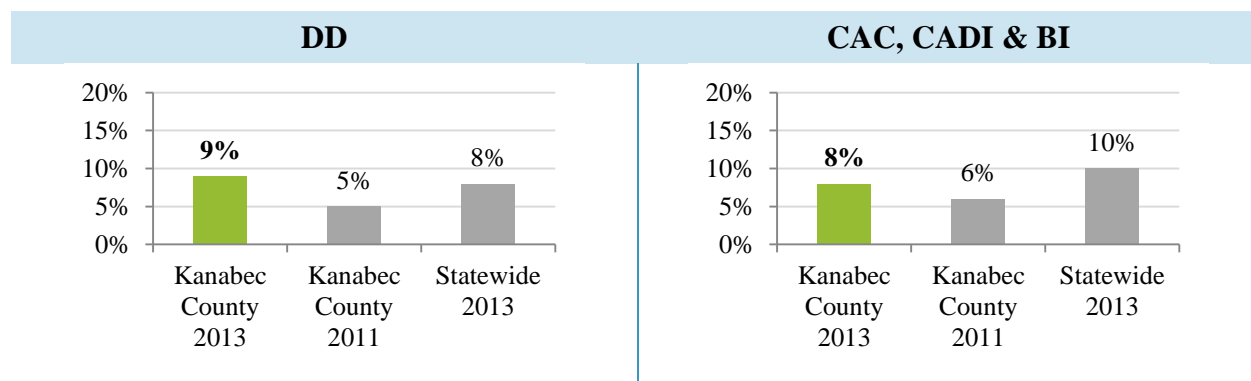 DD
20%
15%
10%
5%
0%
9%
5%
8%
Kanabec County 2013
Kanabec County 2011
Statewide 2013
CAC, CADI & BI
20%
15%
10%
5%
0%
8%
6%
10%
Kanabec County 2013
Kanabec County 2011
Statewide 2013